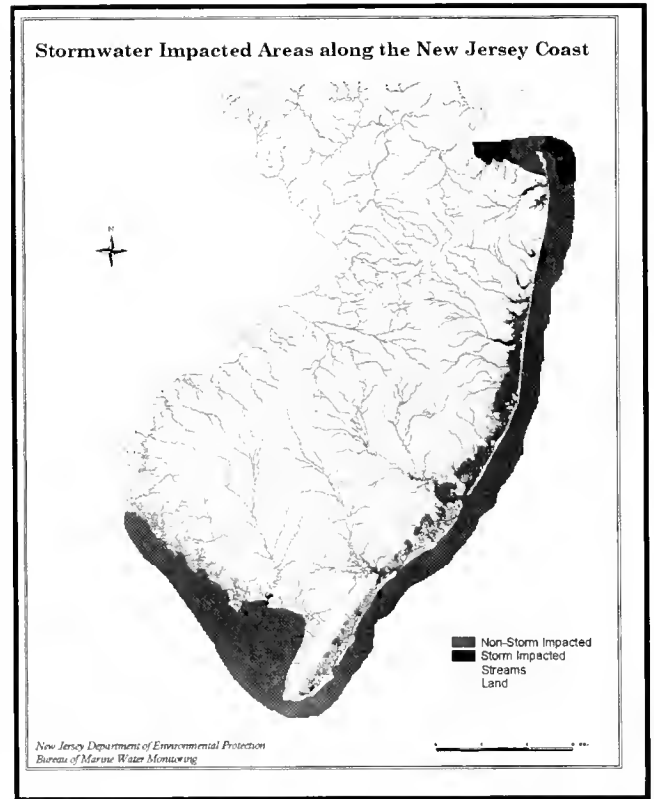 Stormwater Impacted Areas along the New Jersey Coast
N
Non-Storm Impacted
Storm Impacted
Streams
Land
New Jersey Department of Environmental Protection
Bureau of Marine Water Monitoring